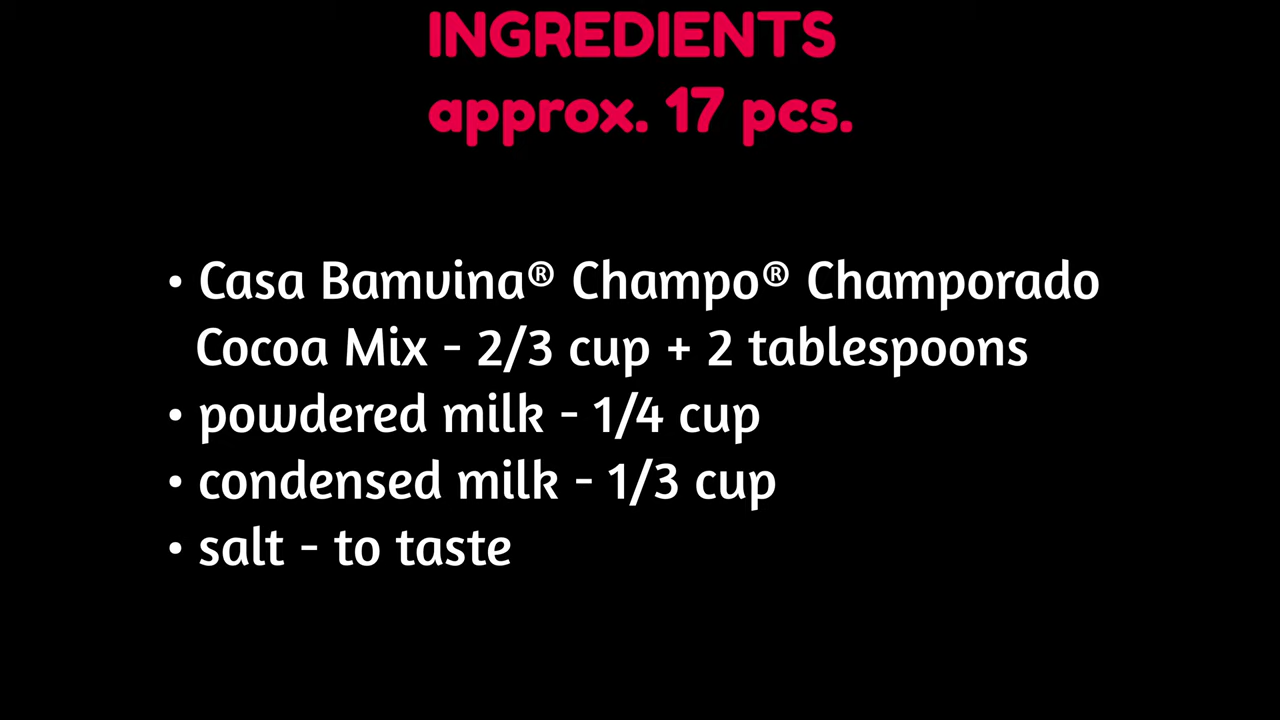 INGREDIENTS
approx. 17 pcs.
• Casa Bamvina® Champo® Champorado
Cocoa Mix - 2/3 cup + 2 tablespoons
• powdered milk - 1/4 cup
• condensed milk - 1/3 cup
• salt - to taste